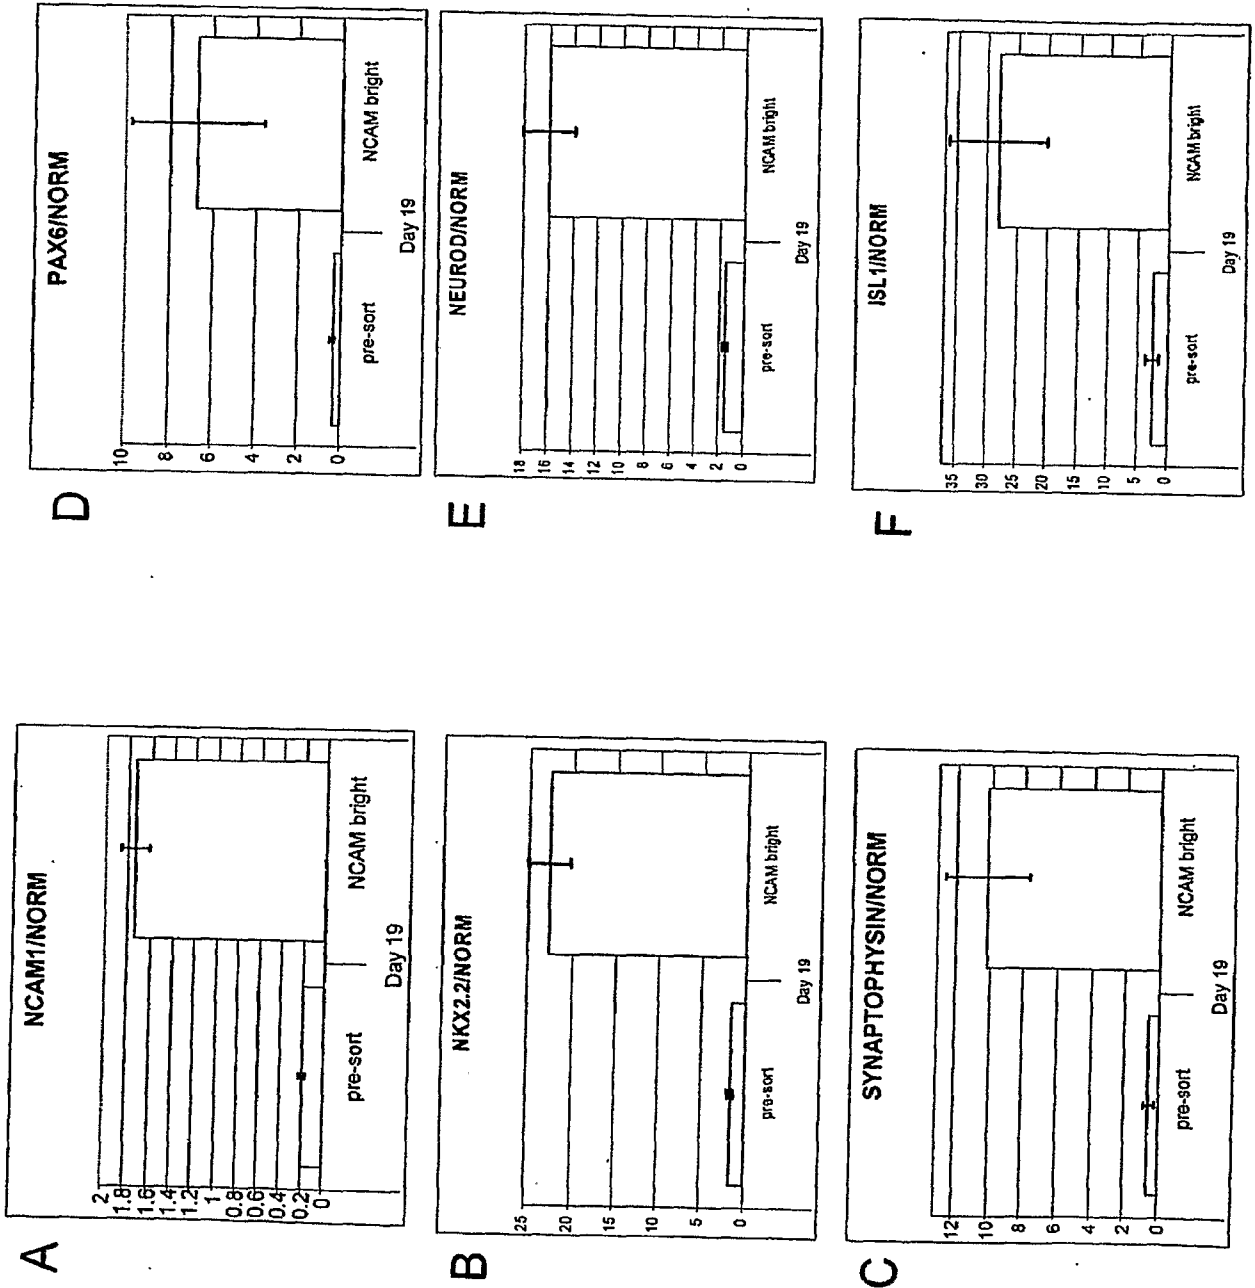 A
NCAM1/NORM
2
1.8
1.6
1.4
1.2
1
0.8
0.6
0.4
0.2
0
pre-sort
NCAM bright
Day 19
B
NKX2.2/NORM
25
20
15
10
5
0
pre-sort
NCAM bright
Day 19
C
SYNAPTOPHYSIN/NORM
12
10
8
6
4
2
0
pre-sort
NCAM bright
Day 19
D
PAX6/NORM
10
8
6
4
2
0
pre-sort
NCAM bright
Day 19
E
NEUROD/NORM
18
16
14
12
10
8
6
4
2
0
pre-sort
NCAM bright
Day 19
F
ISL1/NORM
35
30
25
20
15
10
5
0
pre-sort
NCAM bright
Day 19